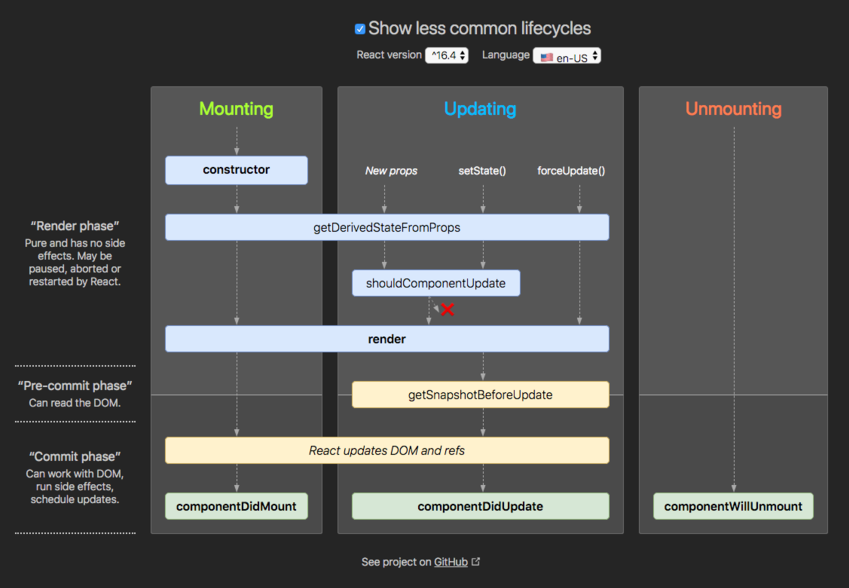 Show less common lifecycles
React version ^16.4 Language en-US
Mounting Updating Unmounting
constructor
New props setState() forceUpdate()
getDerivedStateFromProps
“Render phase”
Pure and has no side
effects. May be
paused, aborted or
restarted by React.
shouldComponentUpdate
render
“Pre-commit phase”
Can read the DOM.
getSnapshotBeforeUpdate
“Commit phase”
Can work with DOM,
run side effects,
schedule updates.
React updates DOM and refs
componentDidMount componentDidUpdate componentWillUnmount
See project on GitHub